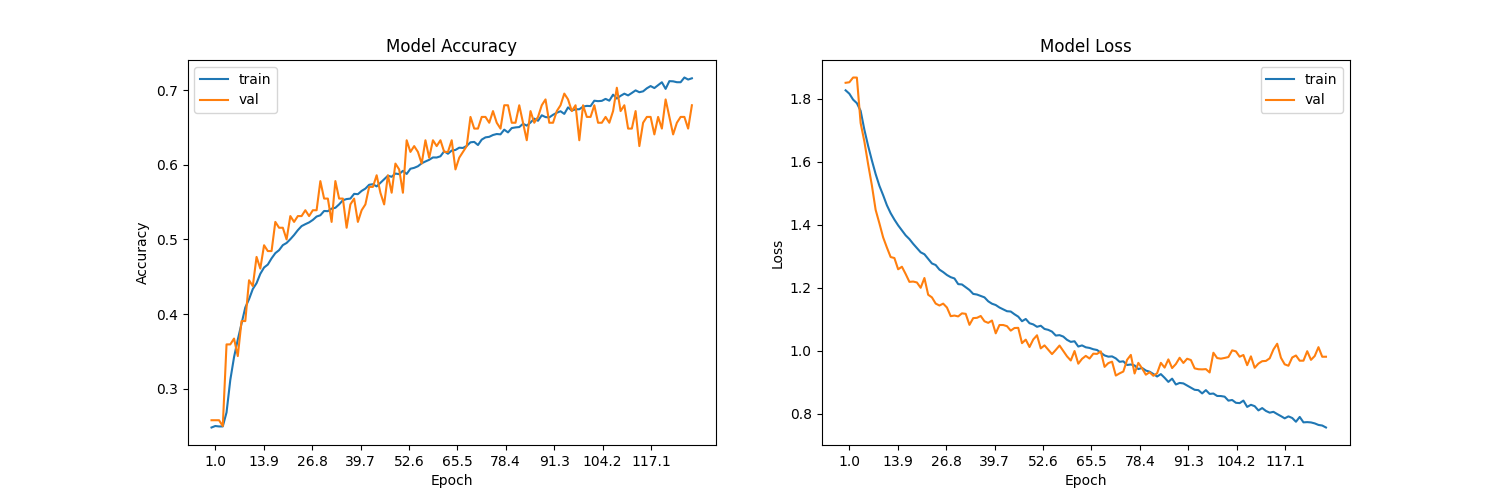 Model Accuracy
train
val
0.7
0.6
0.5
0.4
0.3
Accuracy
1.0 13.9 26.8 39.7 52.6 65.5 78.4 91.3 104.2 117.1
Epoch
Model Loss
train
val
1.8
1.6
1.4
1.2
1.0
0.8
Loss
1.0 13.9 26.8 39.7 52.6 65.5 78.4 91.3 104.2 117.1
Epoch